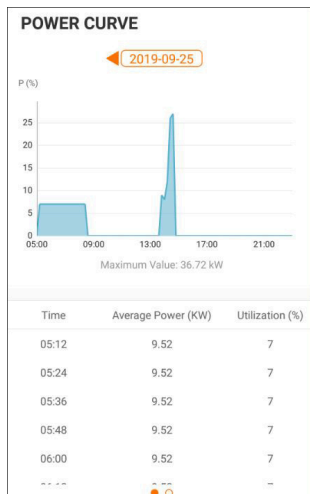 POWER CURVE
2019-09-25
P (%)
25
20
15
10
5
0
05:00 09:00 13:00 17:00 21:00
Maximum Value: 36.72 kW
Time Average Power (KW) Utilization (%)
05:12 9.52 7
05:24 9.52 7
05:36 9.52 7
05:48 9.52 7
06:00 9.52 7